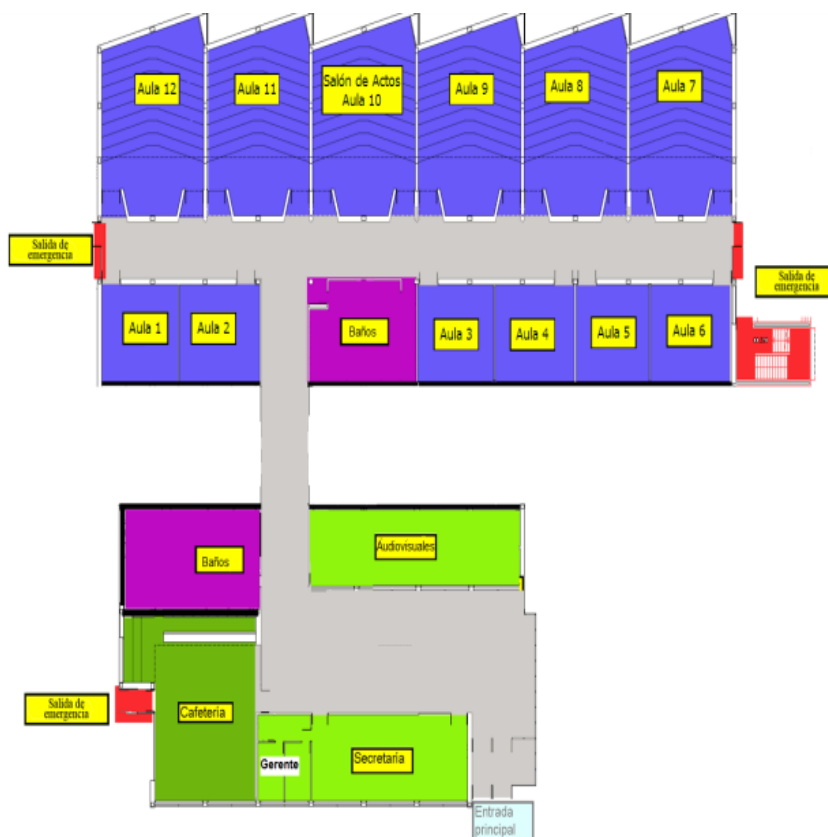 Aula 12
Aula 11
Salón de Actos
Aula 10
Aula 9
Aula 8
Aula 7
Salida de
emergencia
Salida de
emergencia
Aula 1
Aula 2
Baños
Aula 3
Aula 4
Aula 5
Aula 6
Audiovisuales
Baños
Salida de
emergencia
Cafeteria
Gerente
Secretaria
Entrada
principal